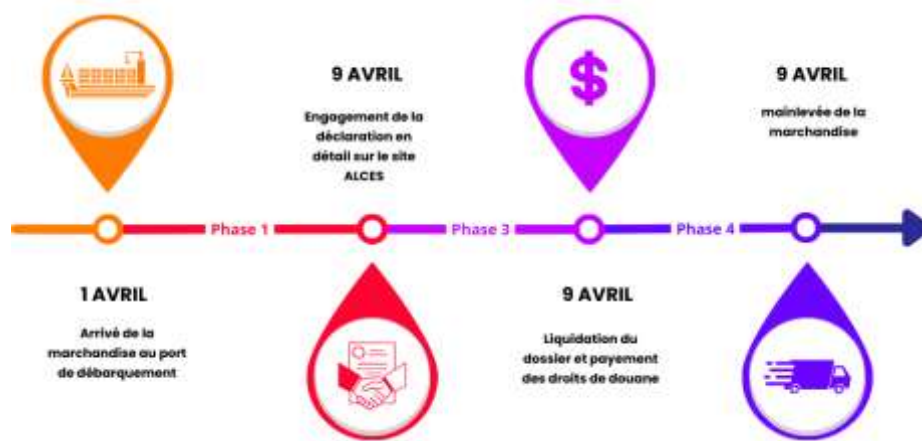 9 AVRIL
Engagement de la
déclaration en
détail sur le site
ALCES
$
9 AVRIL
mainlevée de la
marchandise
Phase 1
Phase 3
Phase 4
1 AVRIL
Arrivé de la
marchandise au port
de débarquement
9 AVRIL
Liquidation du
dossier et payement
des droits de douane